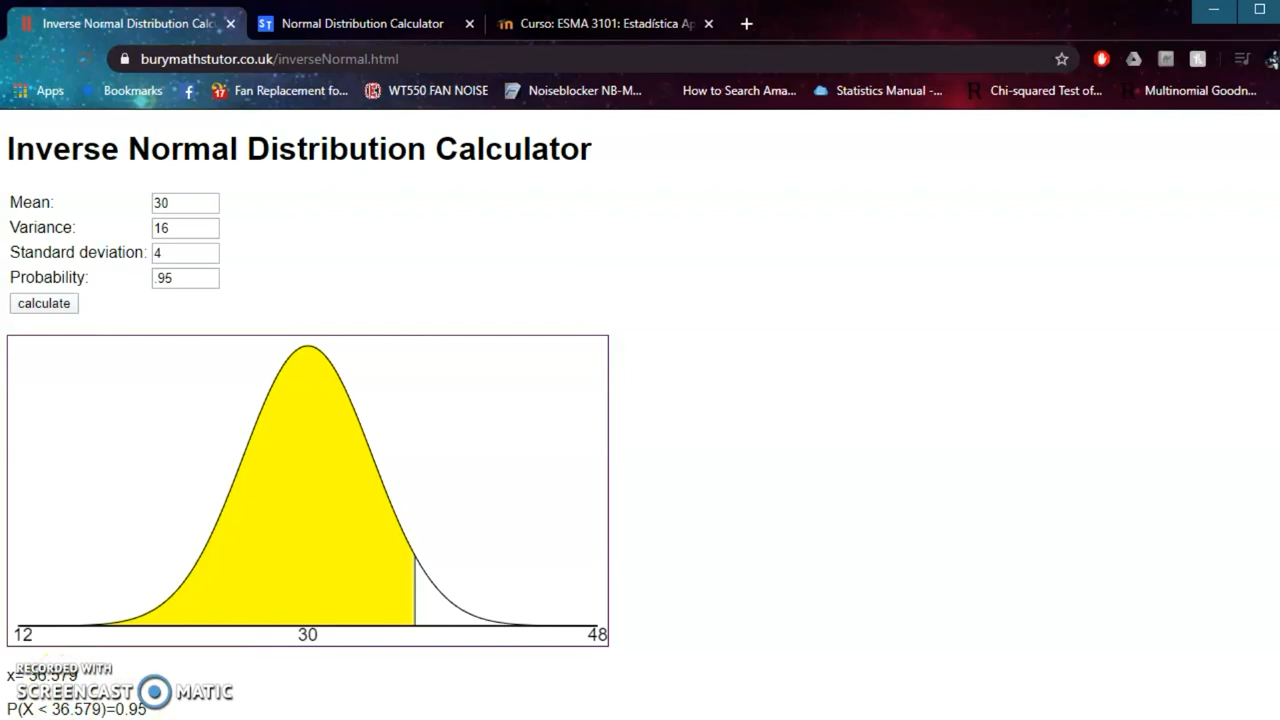 Inverse Normal Distribution Calc
ST Normal Distribution Calculator
Curso: ESMA 3101: Estadística Ap
burymathstutor.co.uk/inverseNormal.html
Apps Bookmarks Fan Replacement fo... WT550 FAN NOISE Noiseblocker NB-M... How to Search Ama... Statistics Manual -... R Chi-squared Test of... R Multinomial Goodn...
Inverse Normal Distribution Calculator
Mean: 30
Variance: 16
Standard deviation: 4
Probability: .95
calculate
12 30 48
RECORDED WITH
x= 36.579
SCREENCAST MATIC
P(X < 36.579)=0.95